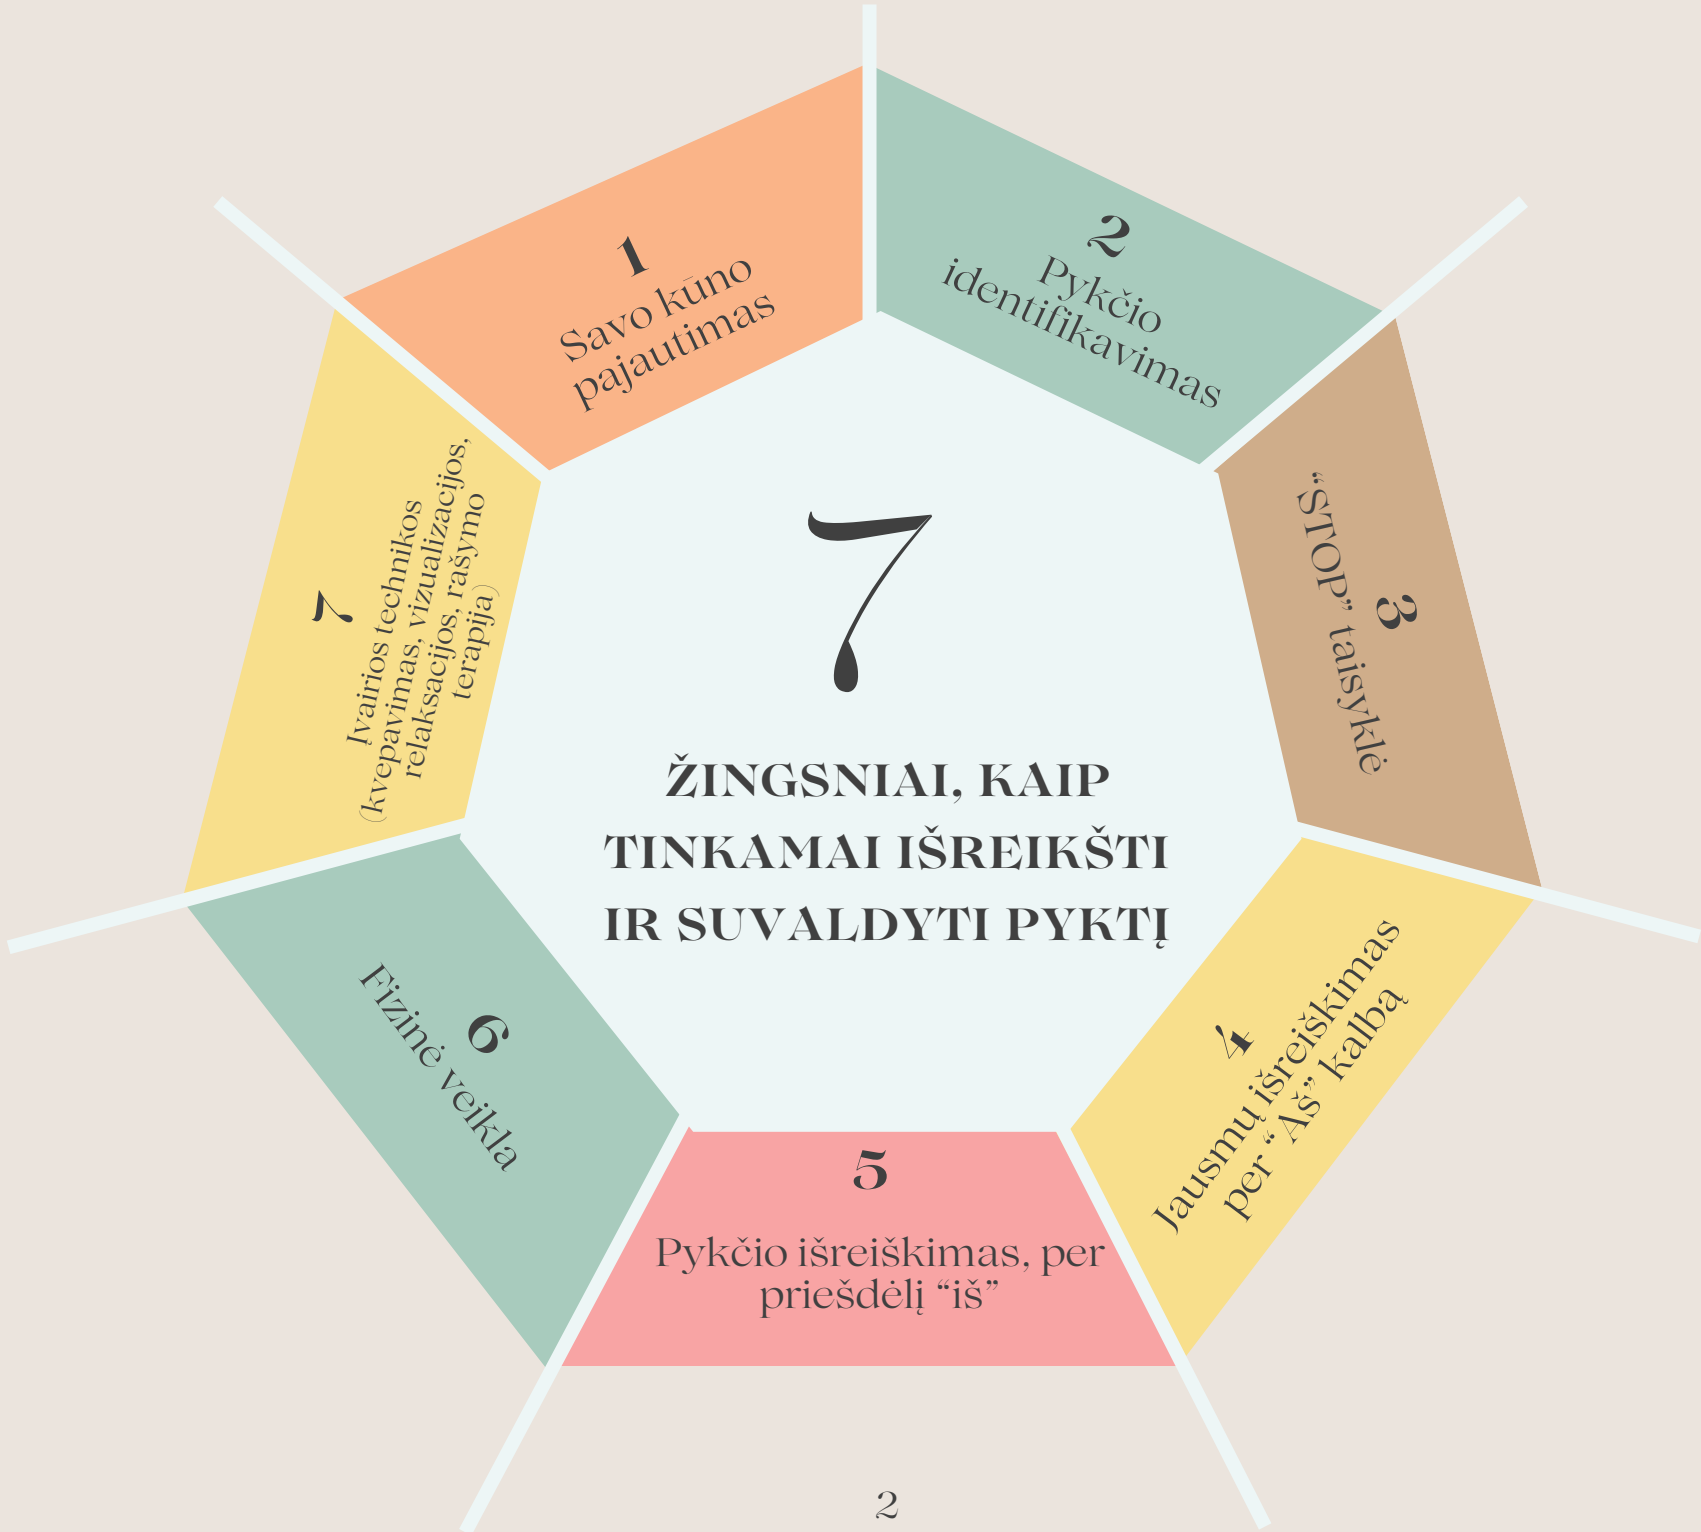 7
ŽINGSNIAI, KAIP
TINKAMAI IŠREIKŠTI
IR SUVALDYTI PYKTĮ
1
Savo kūno
pajautimas
2
Pykčio
identifikavimas
3
“STOP” taisyklė
4
Jausmų išreiškimas
per “Aš” kalbą
5
Pykčio išreiškimas, per
priešdėlį “iš”
6
Fizinė veikla
7
Įvairios technikos
(kvepavimas, vizualizacijos,
relaksacijos, rašymo
terapija)
2